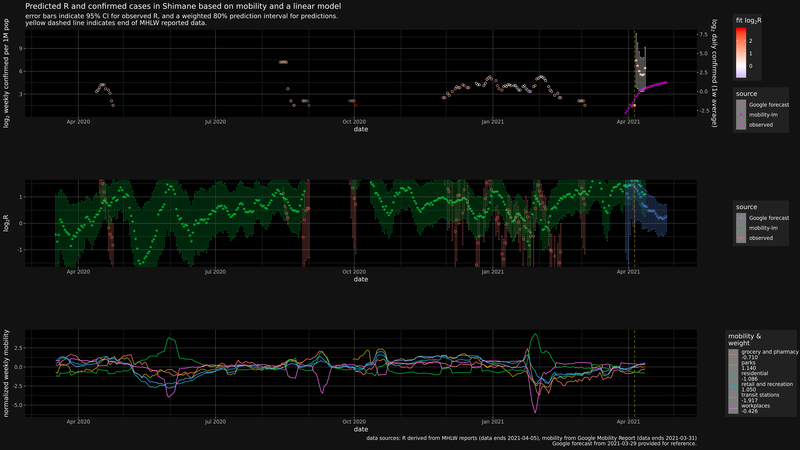 Predicted R and confirmed cases in Shimane based on mobility and a linear model
error bars indicate 95% CI for observed R, and a weighted 80% prediction interval for predictions.
yellow dashed line indicates end of MHLW reported data.
log₂ weekly confirmed per 1M pop
9
6
3
7.5
5.0
2.5
0.0
-2.5
log₂ daily confirmed (1w average)
Apr 2020
Jul 2020
Oct 2020
Jan 2021
Apr 2021
date
fit log₂R
2
1
0
source
Google forecast
mobility-lm
observed
log₂R
1
0
-1
Apr 2020
Jul 2020
Oct 2020
Jan 2021
Apr 2021
date
source
Google forecast
mobility-lm
observed
normalized weekly mobility
2.5
0.0
-2.5
-5.0
Apr 2020
Jul 2020
Oct 2020
Jan 2021
Apr 2021
date
mobility &
weight
grocery and pharmacy
-0.710
parks
1.140
residential
-1.086
retail and recreation
1.050
transit stations
-1.917
workplaces
-0.426
data sources: R derived from MHLW reports (data ends 2021-04-05), mobility from Google Mobility Report (data ends 2021-03-31)
Google forecast from 2021-03-29 provided for reference.